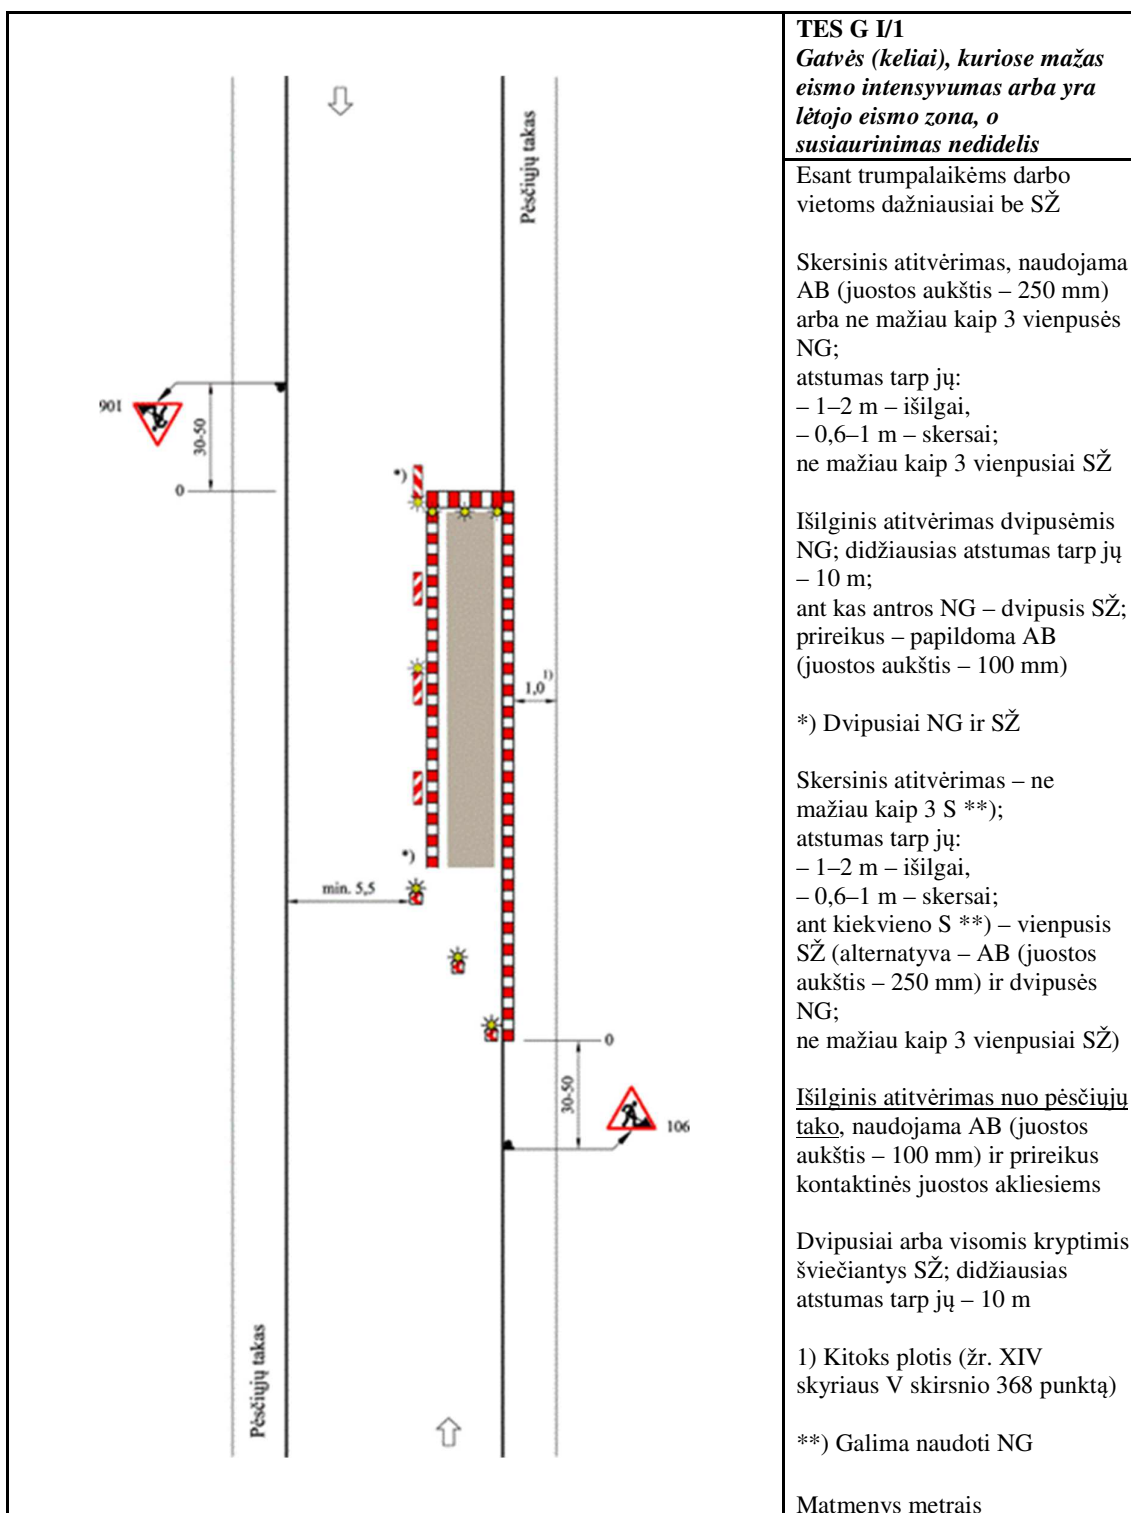 TES G I/1
Gatvės (keliai), kuriose mažas
eismo intensyvumas arba yra
lėtojo eismo zona, o
susiaurinimas nedidelis
Esant trumpalaikėms darbo
vietoms dažniausiai be SŽ
Skersinis atitvėrimas, naudojama
AB (juostos aukštis – 250 mm)
arba ne mažiau kaip 3 vienpusės
NG;
atstumas tarp jų:
– 1–2 m – išilgai,
– 0,6–1 m – skersai;
ne mažiau kaip 3 vienpusiai SŽ
Išilginis atitvėrimas dvipusėmis
NG; didžiausias atstumas tarp jų
– 10 m;
ant kas antros NG – dvipusis SŽ;
prireikus – papildoma AB
(juostos aukštis – 100 mm)
*) Dvipusiai NG ir SŽ
Skersinis atitvėrimas – ne
mažiau kaip 3 S **);
atstumas tarp jų:
– 1–2 m – išilgai,
– 0,6–1 m – skersai;
ant kiekvieno S **) – vienpusis
SŽ (alternatyva – AB (juostos
aukštis – 250 mm) ir dvipusės
NG;
ne mažiau kaip 3 vienpusiai SŽ)
Išilginis atitvėrimas nuo pėsčiųjų
tako, naudojama AB (juostos
aukštis – 100 mm) ir prireikus
kontaktinės juostos akliesiems
Dvipusiai arba visomis kryptimis
šviečiantys SŽ; didžiausias
atstumas tarp jų – 10 m
1) Kitoks plotis (žr. XIV
skyriaus V skirsnio 368 punktą)
**) Galima naudoti NG
Matmenys metrais
Pėsčiųjų takas
901
30-50
0
*)
1,0 1)
*)
min. 5,5
0
30-50
106
Pėsčiųjų takas